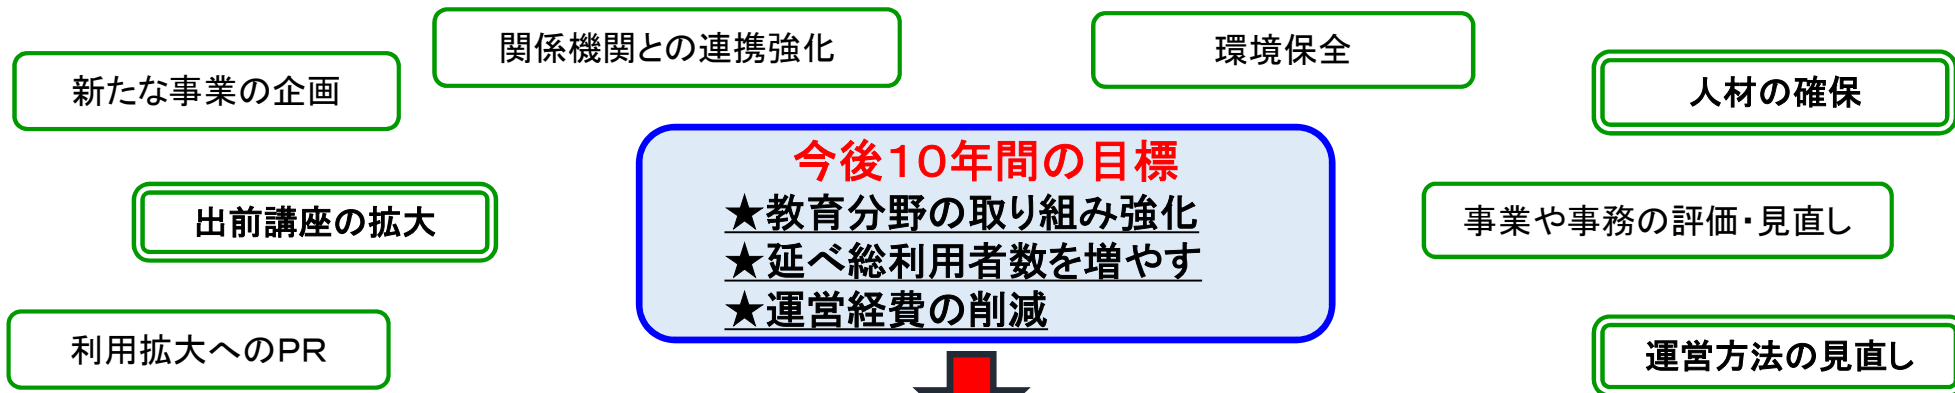 関係機関との連携強化
環境保全
新たな事業の企画
人材の確保
今後１０年間の目標
★教育分野の取り組み強化
★延べ総利用者数を増やす
★運営経費の削減
出前講座の拡大
事業や事務の評価・見直し
利用拡大へのＰＲ
運営方法の見直し